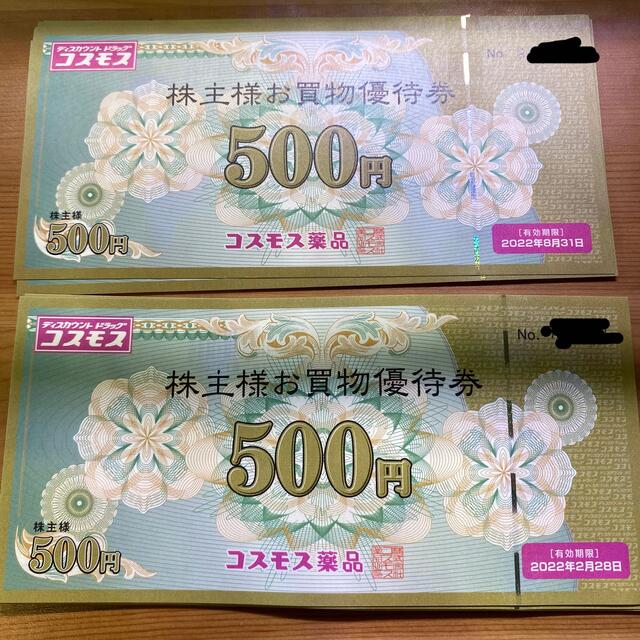 ディスカウント ドラッグ
コスモス
No.
株主様お買物優待券
500円
株主様
500円
コスモス薬品
[有効期限]
2022年8月31日
ディスカウント ドラッグ
コスモス
No.
株主様お買物優待券
500円
株主様
500円
コスモス薬品
[有効期限]
2022年2月28日